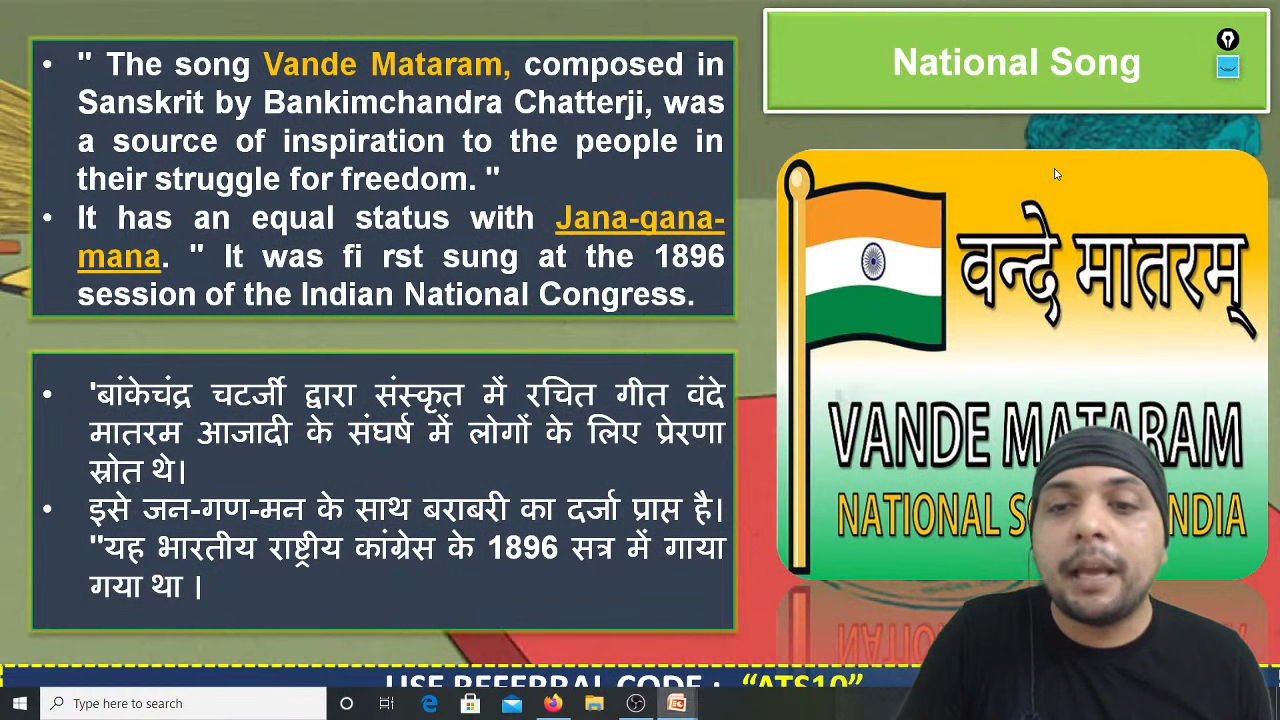 National Song
• " The song Vande Mataram, composed in
Sanskrit by Bankimchandra Chatterji, was
a source of inspiration to the people in
their struggle for freedom. "
• It has an equal status with Jana-gana-
mana. " It was fi rst sung at the 1896
session of the Indian National Congress.
• 'बांकेचंद्र चटर्जी द्वारा संस्कृत में रचित गीत वंदे
मातरम आजादी के संघर्ष में लोगों के लिए प्रेरणा
स्रोत थे।
• इसे जन-गण-मन के साथ बराबरी का दर्जा प्राप्त है।
"यह भारतीय राष्ट्रीय कांग्रेस के 1896 सत्र में गाया
गया था ।
वन्दे मातरम्
VANDE MATARAM
NATIONAL INDIA
USE REFERRAL CODE : “ATS10”
Type here to search